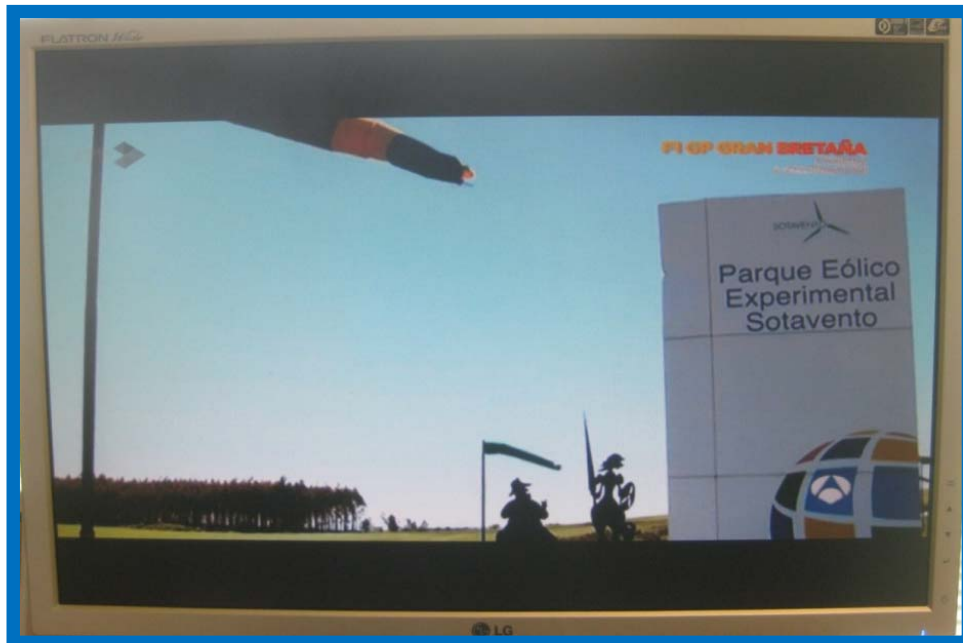 FLATRON
F1 GP GRAN BRETAÑA
SOTAVENTO
Parque Eólico
Experimental
Sotavento
LG